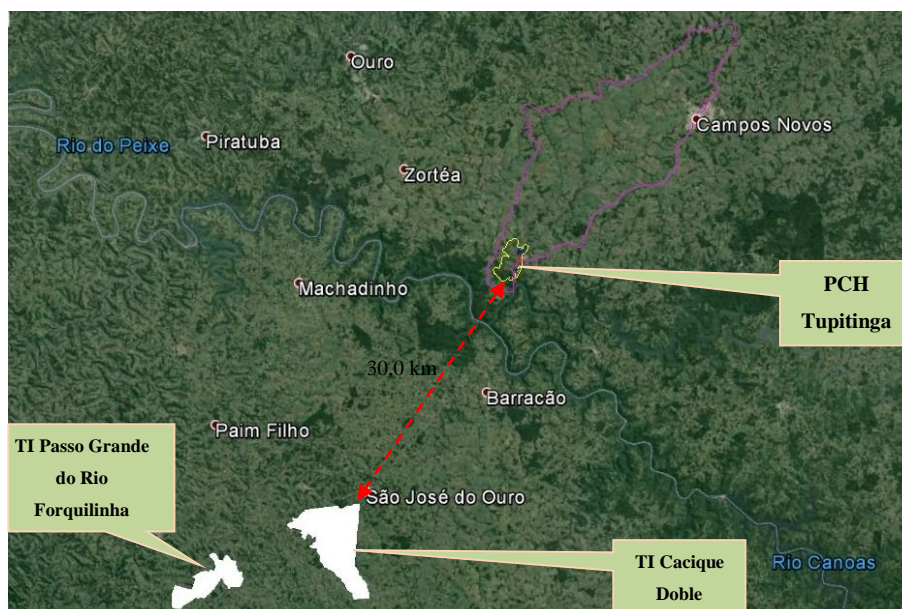 Ouro
Campos Novos
Piratuba
Rio do Peixe
Zortéa
PCH
Tupitinga
Machadinho
30,0 km
Barracão
Paim Filho
TI Passo Grande
do Rio
Forquilinha
São José do Ouro
TI Cacique
Doble
Rio Canoas